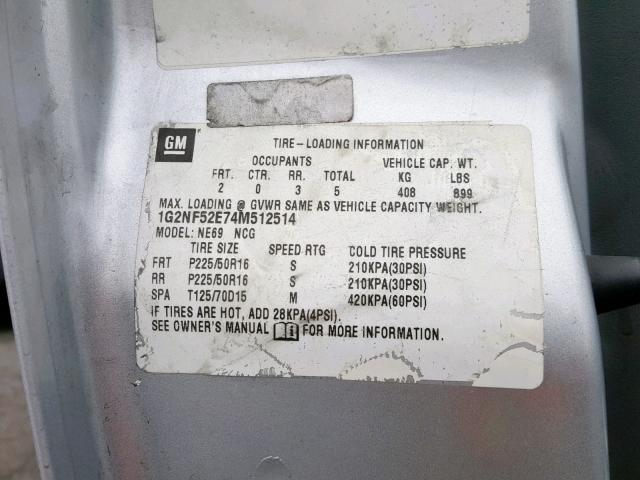 GM
TIRE-LOADING INFORMATION
OCCUPANTS VEHICLE CAP. WT.
FRT. CTR. RR. TOTAL KG LBS
2 0 3 5 408 899
MAX. LOADING @ GVWR SAME AS VEHICLE CAPACITY WEIGHT.
1G2NF52E74M512514
MODEL: NE69 NCG
TIRE SIZE SPEED RTG COLD TIRE PRESSURE
FRT P225/50R16 S 210KPA(30PSI)
RR P225/50R16 S 210KPA(30PSI)
SPA T125/70D15 M 420KPA(60PSI)
IF TIRES ARE HOT, ADD 28KPA(4PSI).
SEE OWNER'S MANUAL FOR MORE INFORMATION.